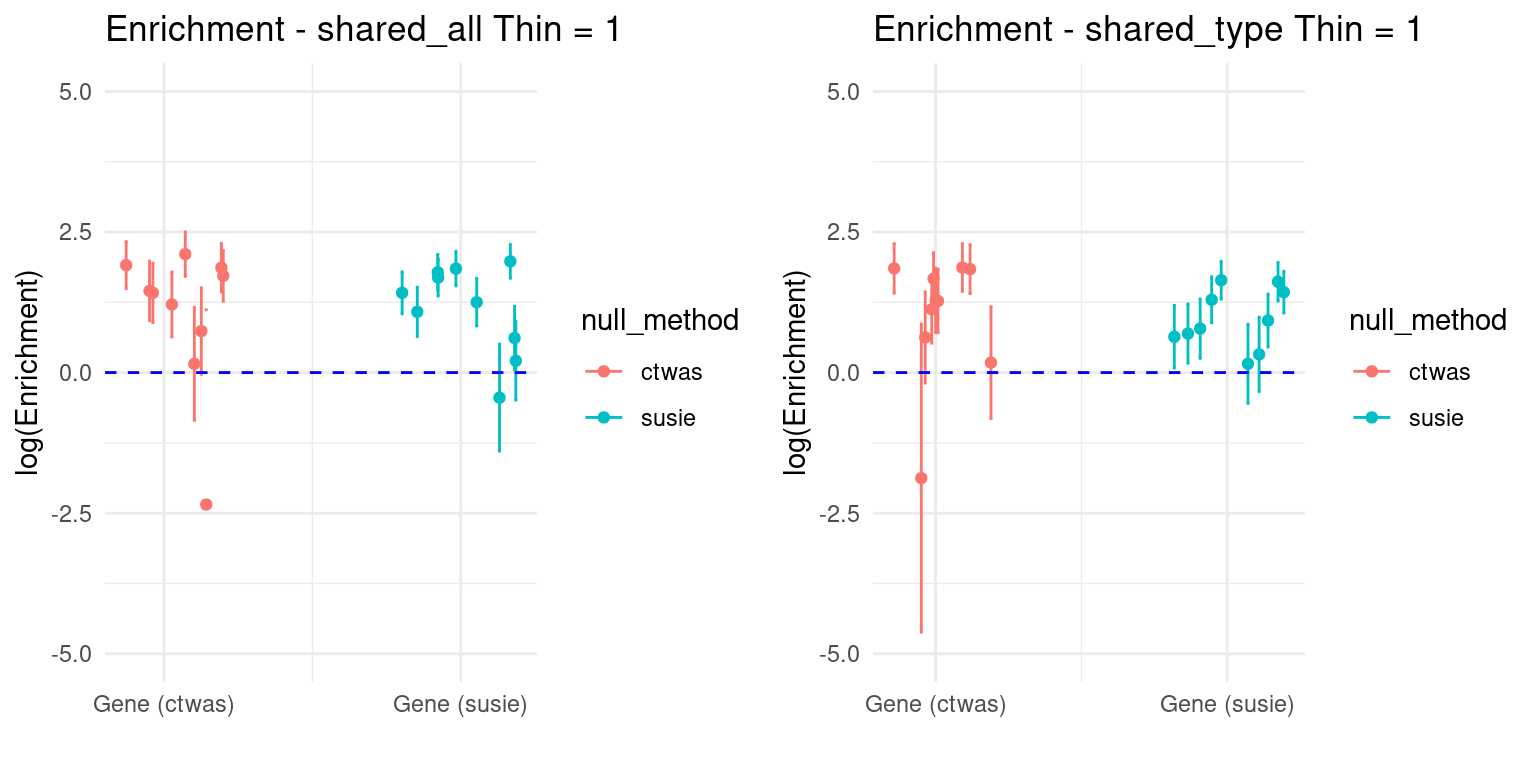 Enrichment - shared_all Thin = 1
log(Enrichment)
5.0
2.5
0.0
-2.5
-5.0
Gene (ctwas)
Gene (susie)
null_method
ctwas
susie
Enrichment - shared_type Thin = 1
log(Enrichment)
5.0
2.5
0.0
-2.5
-5.0
Gene (ctwas)
Gene (susie)
null_method
ctwas
susie